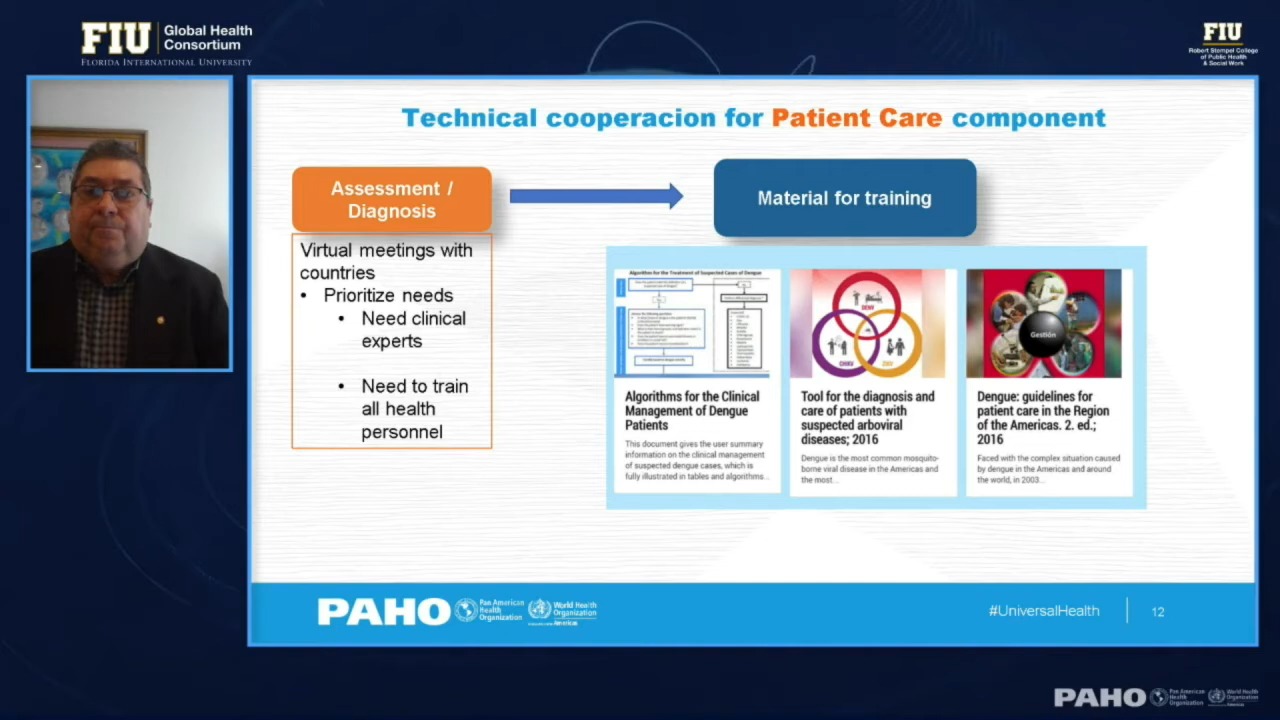 FIU
Global Health
Consortium
FLORIDA INTERNATIONAL UNIVERSITY
FIU
Robert Stempel College
of Public Health
& Social Work
Technical cooperacion for Patient Care component
Assessment /
Diagnosis
Material for training
Virtual meetings with
countries
• Prioritize needs
• Need clinical
experts
• Need to train
all health
personnel
Algorithm for the Treatment of Suspected Cases of Dengue
DENV
CHIKV
ZIKV
Gestión
Algorithms for the Clinical
Management of Dengue
Patients
This document gives the user summary
information on the clinical management
of suspected dengue cases, which is
fully illustrated in tables and algorithms...
Tool for the diagnosis and
care of patients with
suspected arboviral
diseases; 2016
Dengue is the most common mosquito-
borne viral disease in the Americas and
the most...
Dengue: guidelines for
patient care in the Region
of the Americas. 2. ed.;
2016
Faced with the complex situation caused
by dengue in the Americas and around
the world, in 2003...
PAHO
Pan American
Health
Organization
World Health
Organization
Americas
#UniversalHealth
12
PAHO
Pan American
Health
Organization
World Health
Organization
Americas